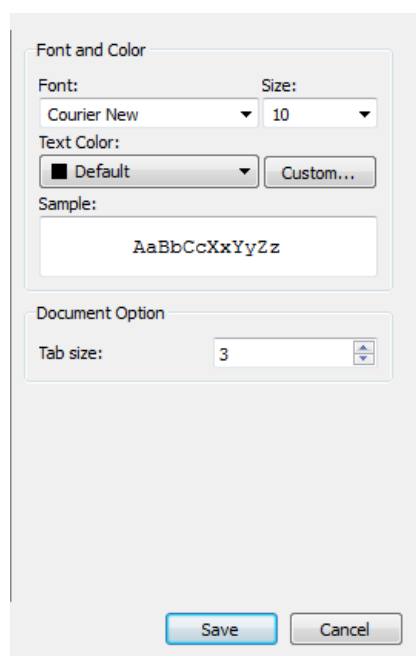 Font and Color
Font: Size:
Courier New 10
Text Color:
Default Custom...
Sample:
AaBbCcXxYyZz
Document Option
Tab size: 3
Save Cancel